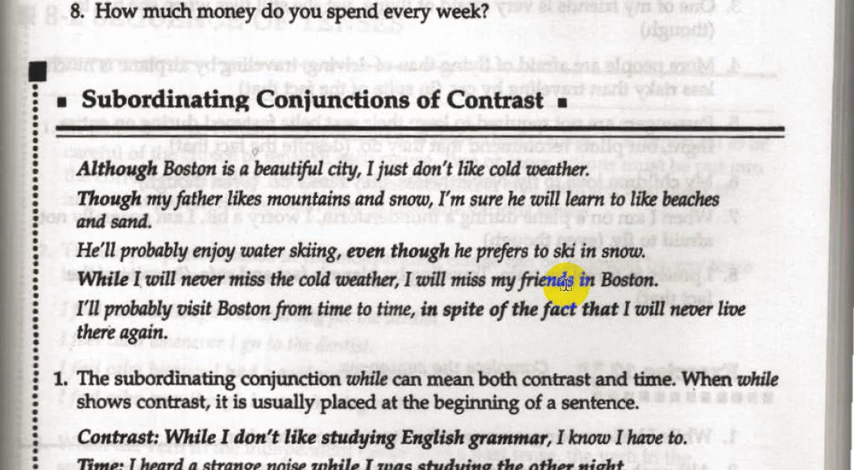 8. How much money do you spend every week?
▪ Subordinating Conjunctions of Contrast ▪
Although Boston is a beautiful city, I just don't like cold weather.
Though my father likes mountains and snow, I'm sure he will learn to like beaches
and sand.
He'll probably enjoy water skiing, even though he prefers to ski in snow.
While I will never miss the cold weather, I will miss my friends in Boston.
I'll probably visit Boston from time to time, in spite of the fact that I will never live
there again.
1. The subordinating conjunction while can mean both contrast and time. When while
shows contrast, it is usually placed at the beginning of a sentence.
Contrast: While I don't like studying English grammar, I know I have to.
Time: I heard a strange noise while I was studying the other night.